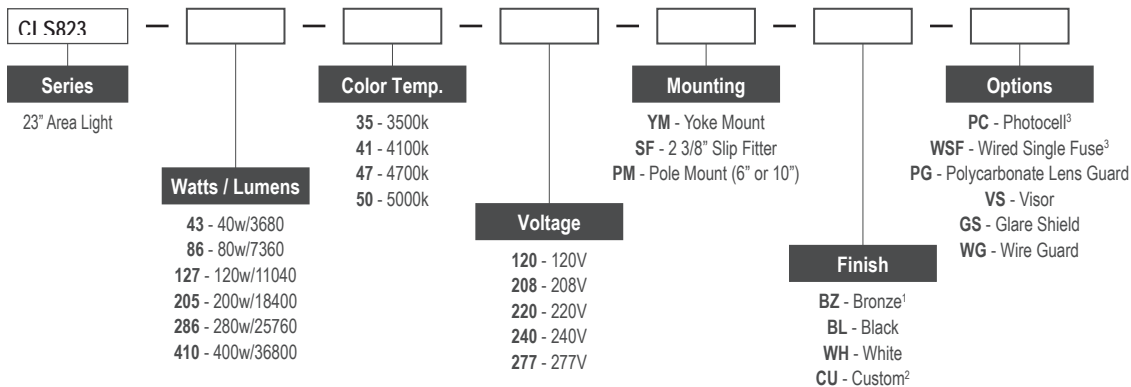 CLS823
Series
23" Area Light
Watts / Lumens
43 - 40w/3680
86 - 80w/7360
127 - 120w/11040
205 - 200w/18400
286 - 280w/25760
410 - 400w/36800
Color Temp.
35 - 3500k
41 - 4100k
47 - 4700k
50 - 5000k
Voltage
120 - 120V
208 - 208V
220 - 220V
240 - 240V
277 - 277V
Mounting
YM - Yoke Mount
SF - 2 3/8" Slip Fitter
PM - Pole Mount (6" or 10")
Finish
BZ - Bronze¹
BL - Black
WH - White
CU - Custom²
Options
PC - Photocell³
WSF - Wired Single Fuse³
PG - Polycarbonate Lens Guard
VS - Visor
GS - Glare Shield
WG - Wire Guard